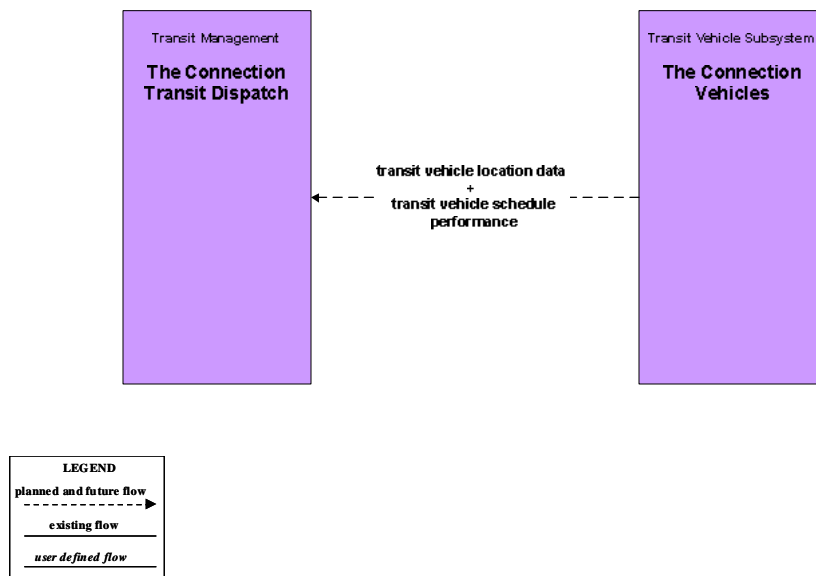 Transit Management
The Connection
Transit Dispatch
Transit Vehicle Subsystem
The Connection
Vehicles
transit vehicle location data
+
transit vehicle schedule
performance
LEGEND
planned and future flow
existing flow
user defined flow